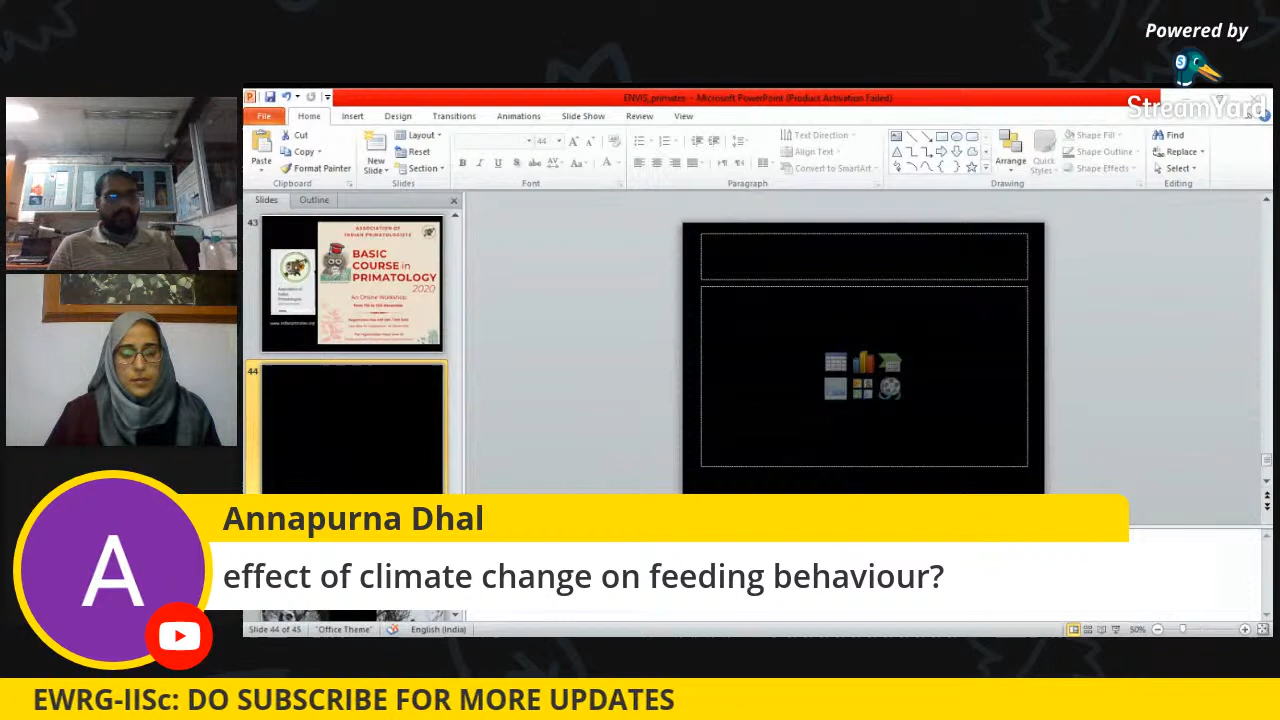 Powered by
StreamYard
ENVIS_primates - Microsoft PowerPoint (Product Activation Failed)
File Home Insert Design Transitions Animations Slide Show Review View
Paste
Cut
Copy
Format Painter
Clipboard
New Slide
Layout
Reset
Section
Slides
44
Font
Paragraph
Text Direction
Align Text
Convert to SmartArt
Arrange
Quick Styles
Shape Fill
Shape Outline
Shape Effects
Drawing
Find
Replace
Select
Editing
Slides Outline
43
ASSOCIATION OF
INDIAN PRIMATOLOGISTS
BASIC
COURSE in
PRIMATOLOGY
2020
An Online Workshop
44
A
Annapurna Dhal
effect of climate change on feeding behaviour?
Slide 44 of 45 "Office Theme" English (India) 50%
EWRG-IISc: DO SUBSCRIBE FOR MORE UPDATES